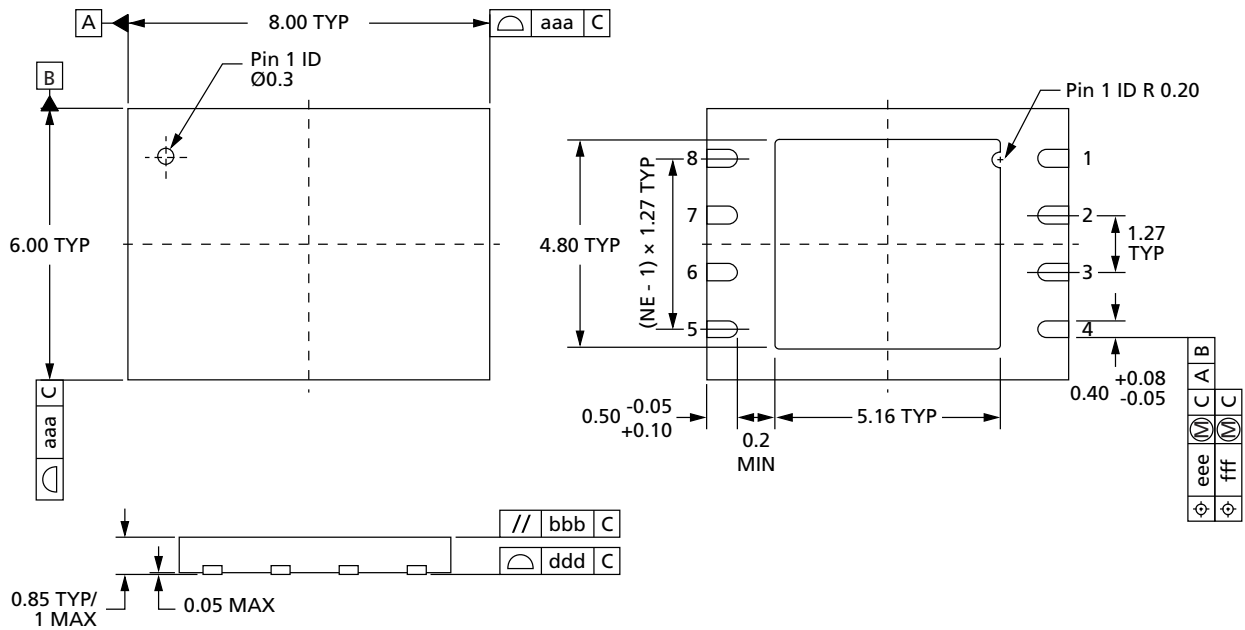 A
8.00 TYP
aaa C
Pin 1 ID
Ø0.3
B
6.00 TYP
aaa C
Pin 1 ID R 0.20
8
7
6
5
1
2
3
4
(NE - 1) × 1.27 TYP
4.80 TYP
1.27
TYP
0.50 -0.05
+0.10
0.2
MIN
5.16 TYP
0.40 +0.08
-0.05
eee Ⓜ C A B
fff Ⓜ C
// bbb C
ddd C
0.85 TYP/
1 MAX
0.05 MAX